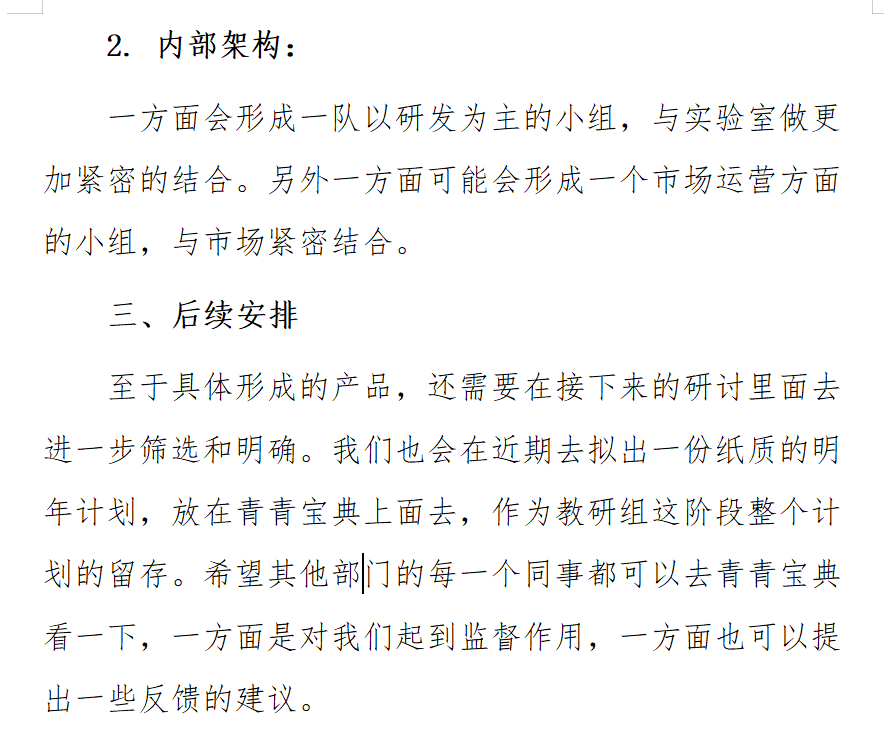 2. 内部架构：
一方面会形成一队以研发为主的小组，与实验室做更
加紧密的结合。另外一方面可能会形成一个市场运营方面
的小组，与市场紧密结合。
三、后续安排
至于具体形成的产品，还需要在接下来的研讨里面去
进一步筛选和明确。我们也会在近期去拟出一份纸质的明
年计划，放在青青宝典上面去，作为教研组这阶段整个计
划的留存。希望其他部门的每一个同事都可以去青青宝典
看一下，一方面是对我们起到监督作用，一方面也可以提
出一些反馈的建议。